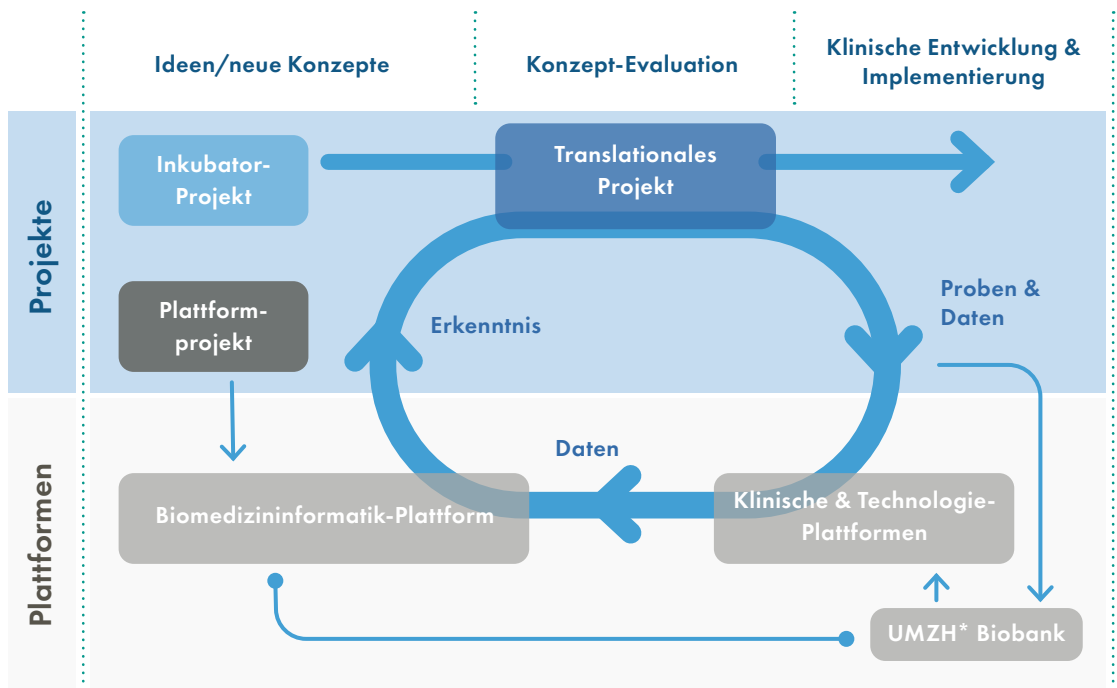 Ideen/neue Konzepte
Konzept-Evaluation
Klinische Entwicklung &
Implementierung
Projekte
Inkubator-
Projekt
Translationales
Projekt
Plattform-
projekt
Erkenntnis
Proben &
Daten
Plattformen
Daten
Biomedizininformatik-Plattform
Klinische & Technologie-
Plattformen
UMZH* Biobank